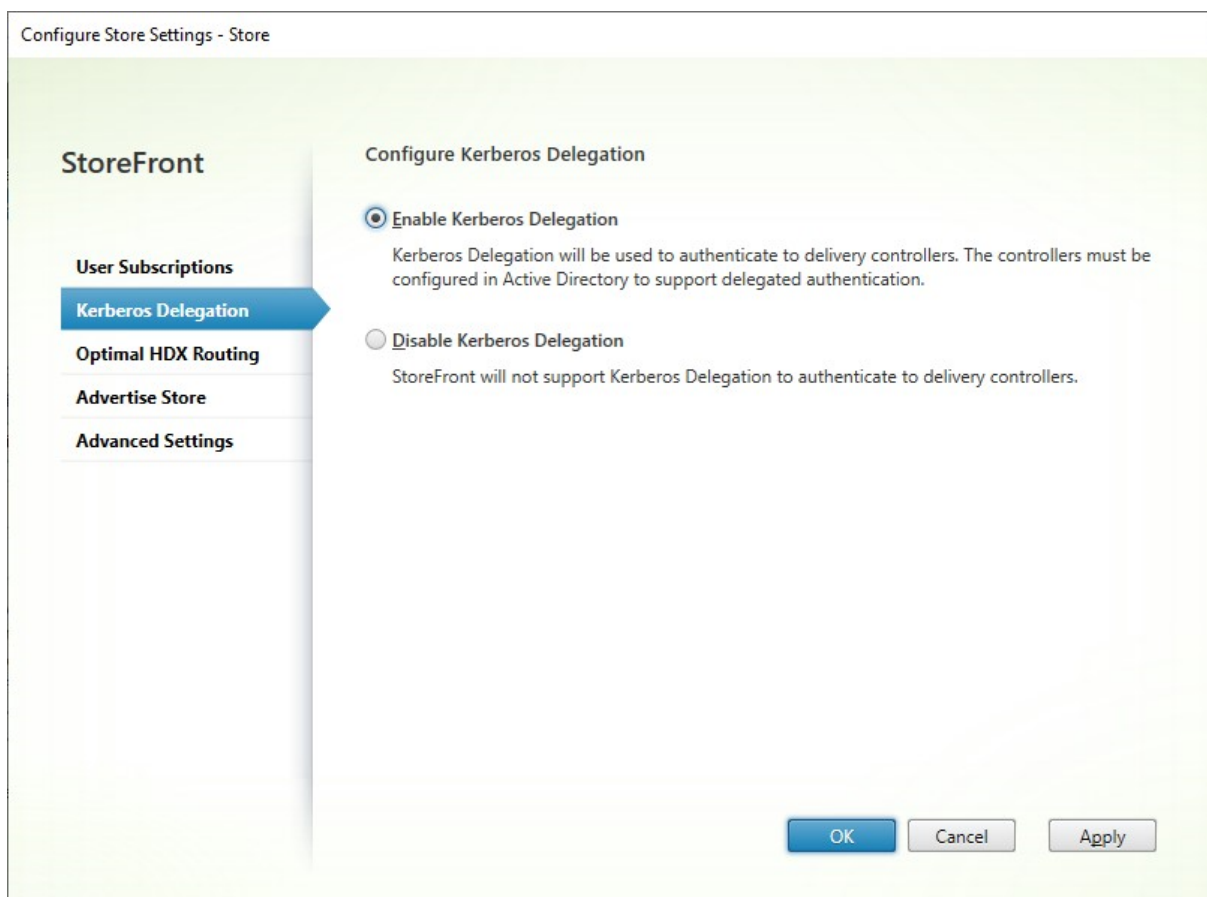 Configure Store Settings - Store
StoreFront
User Subscriptions
Kerberos Delegation
Optimal HDX Routing
Advertise Store
Advanced Settings
Configure Kerberos Delegation
Enable Kerberos Delegation
Kerberos Delegation will be used to authenticate to delivery controllers. The controllers must be
configured in Active Directory to support delegated authentication.
Disable Kerberos Delegation
StoreFront will not support Kerberos Delegation to authenticate to delivery controllers.
OK
Cancel
Apply